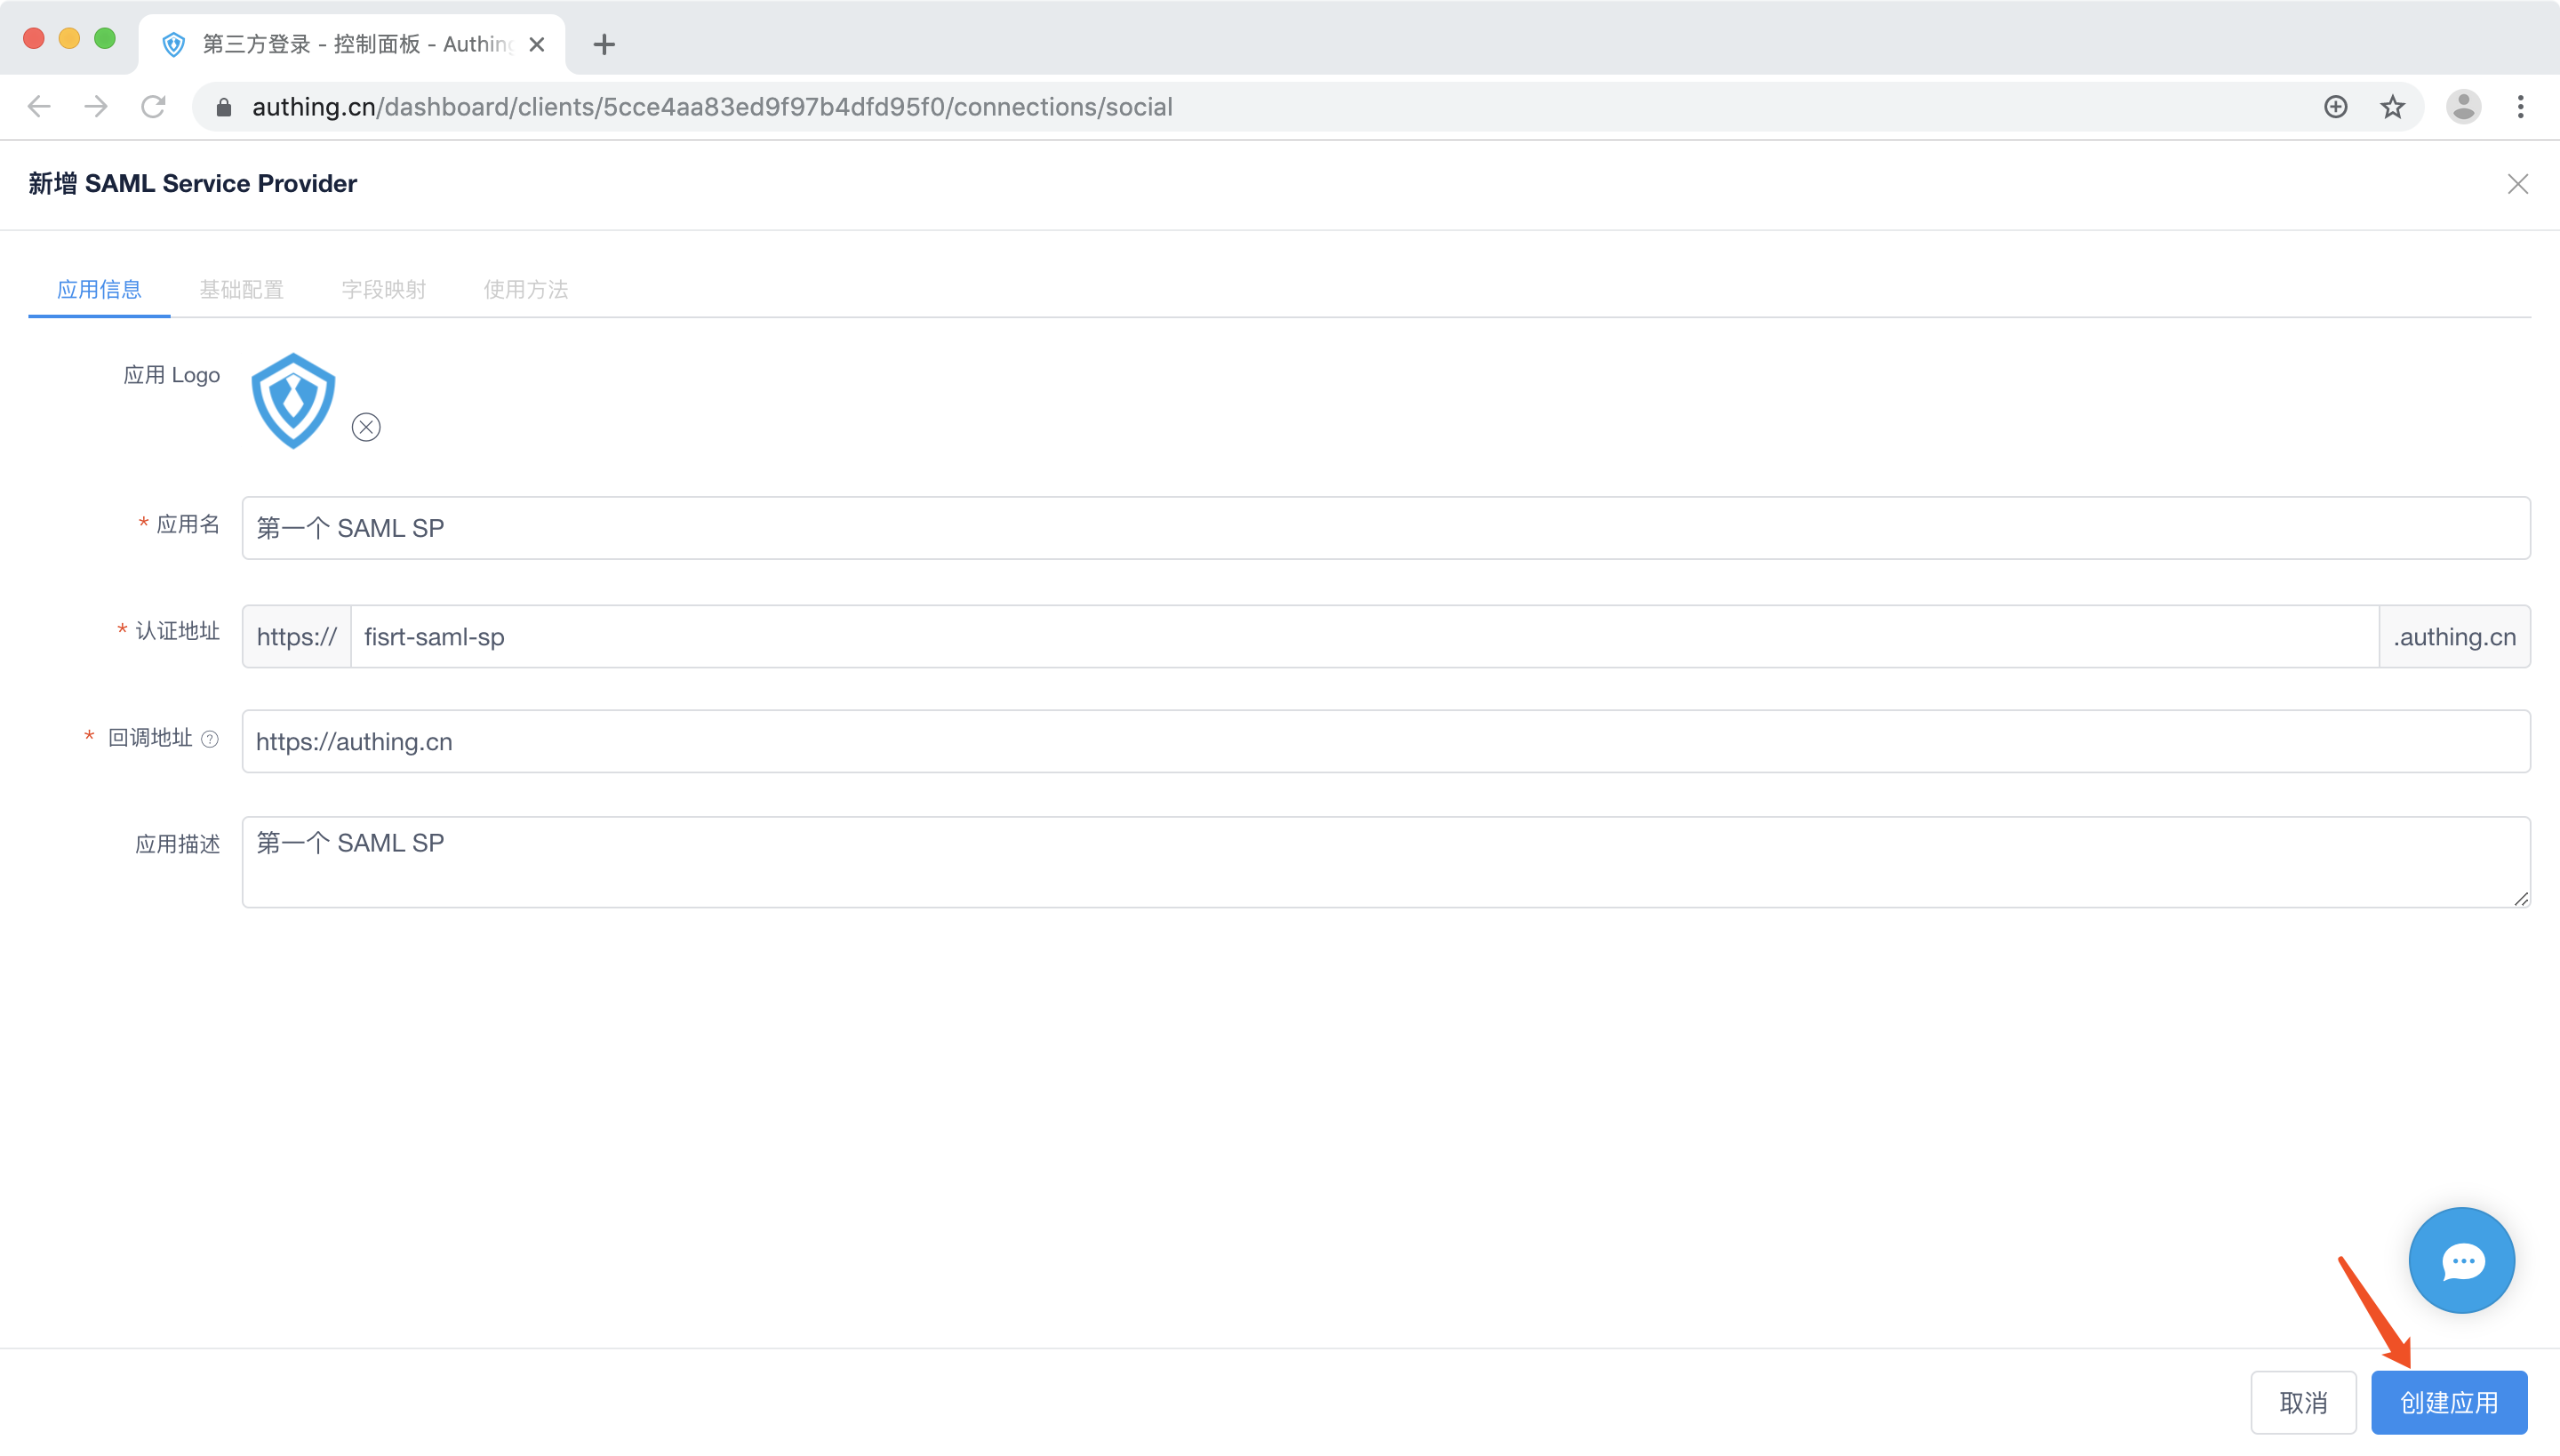 第三方登录 - 控制面板 - Authing
authing.cn/dashboard/clients/5cce4aa83ed9f97b4dfd95f0/connections/social
新增 SAML Service Provider
应用信息 基础配置 字段映射 使用方法
应用 Logo
* 应用名 第一个 SAML SP
* 认证地址 https:// fisrt-saml-sp .authing.cn
* 回调地址 ? https://authing.cn
应用描述 第一个 SAML SP
取消 创建应用